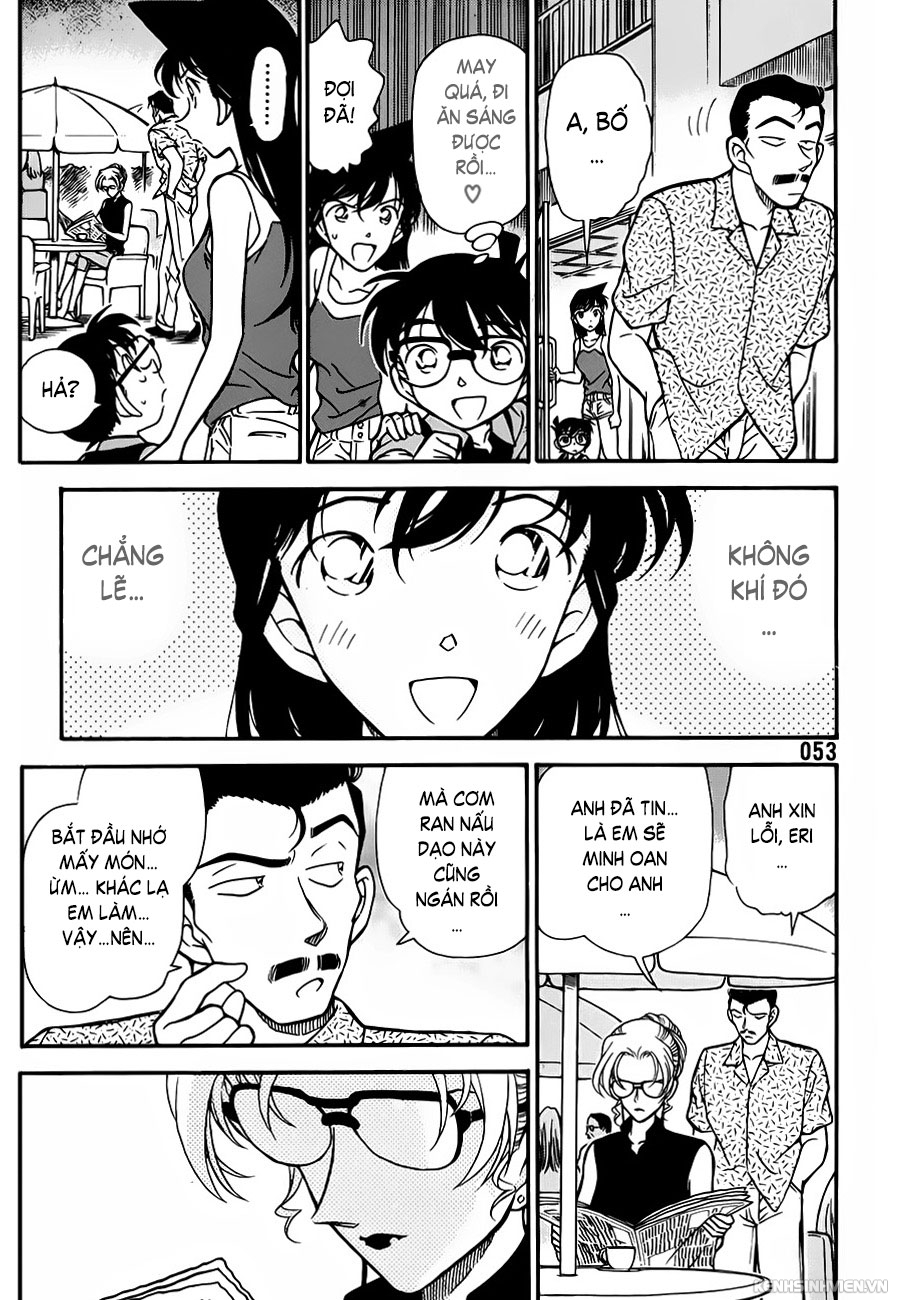 A, BỐ
...
MAY
QUÁ, ĐI
ĂN SÁNG
ĐƯỢC
RỒI...
♡
ĐỢI
ĐÃ!
.........
HẢ?
KHÔNG
KHÍ ĐÓ
...
CHẲNG
LẼ...
053
ANH XIN
LỖI, ERI
...
ANH ĐÃ TIN...
LÀ EM SẼ
MINH OAN
CHO ANH
...
MÀ CƠM
RAN NẤU
DẠO NÀY
CŨNG
NGÁN RỒI
...
BẮT ĐẦU NHỚ
MẤY MÓN...
ỪM... KHÁC LẠ
EM LÀM...
VẬY...NÊN...
KENHSINHVIEN.VN